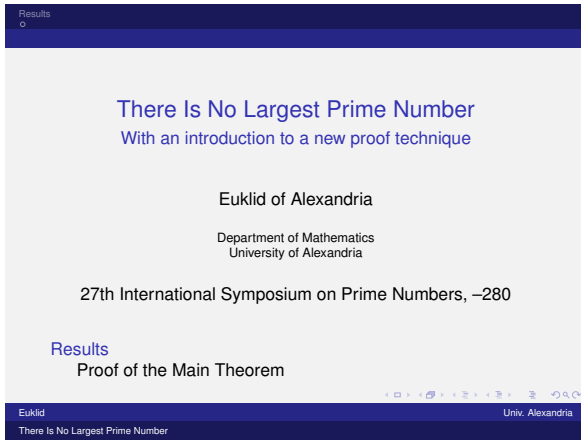 Results
There Is No Largest Prime Number
With an introduction to a new proof technique
Euklid of Alexandria
Department of Mathematics
University of Alexandria
27th International Symposium on Prime Numbers, –280
Results
Proof of the Main Theorem
Euklid Univ. Alexandria
There Is No Largest Prime Number